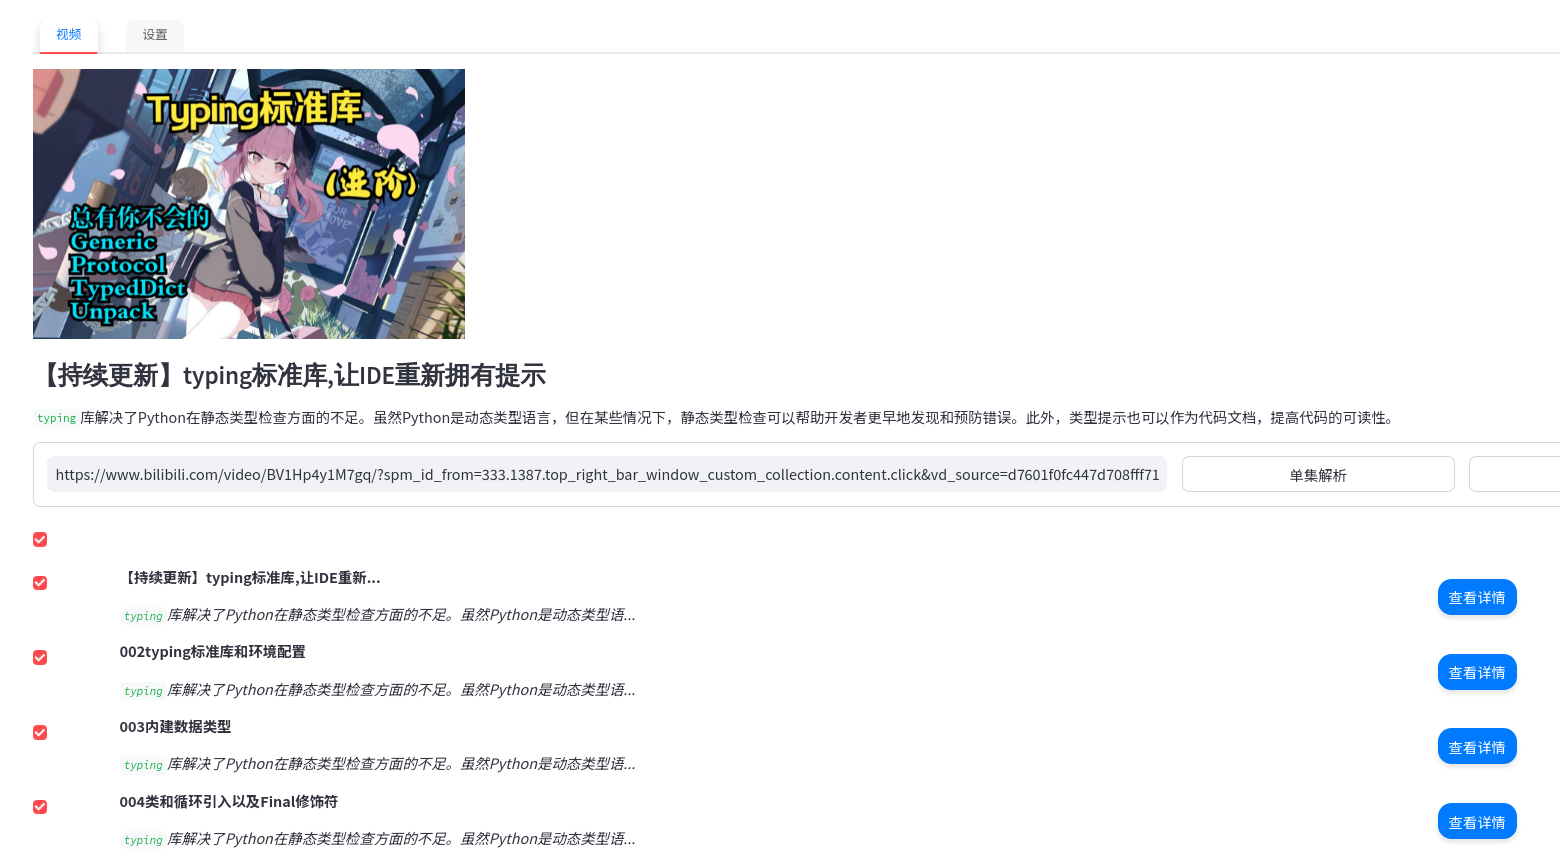 视频
设置
Typing标准库
(进阶)
总有你不会的
Generic
Protocol
TypedDict
Unpack
FOR
LOVE
16
【持续更新】typing标准库,让IDE重新拥有提示
typing 库解决了Python在静态类型检查方面的不足。虽然Python是动态类型语言，但在某些情况下，静态类型检查可以帮助开发者更早地发现和预防错误。此外，类型提示也可以作为代码文档，提高代码的可读性。
https://www.bilibili.com/video/BV1Hp4y1M7gq/?spm_id_from=333.1387.top_right_bar_window_custom_collection.content.click&vd_source=d7601f0fc447d708fff71
单集解析
【持续更新】typing标准库,让IDE重新...
typing 库解决了Python在静态类型检查方面的不足。虽然Python是动态类型语...
查看详情
002typing标准库和环境配置
typing 库解决了Python在静态类型检查方面的不足。虽然Python是动态类型语...
查看详情
003内建数据类型
typing 库解决了Python在静态类型检查方面的不足。虽然Python是动态类型语...
查看详情
004类和循环引入以及Final修饰符
typing 库解决了Python在静态类型检查方面的不足。虽然Python是动态类型语...
查看详情